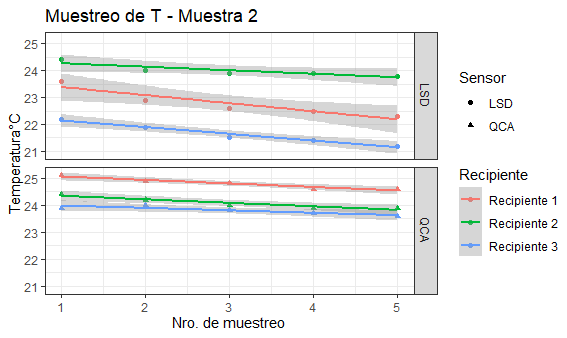 Muestreo de T - Muestra 2
Temperatura°C
25
24
23
22
21
LSD
25
24
23
22
21
QCA
1
2
3
4
5
Nro. de muestreo
Sensor
LSD
QCA
Recipiente
Recipiente 1
Recipiente 2
Recipiente 3